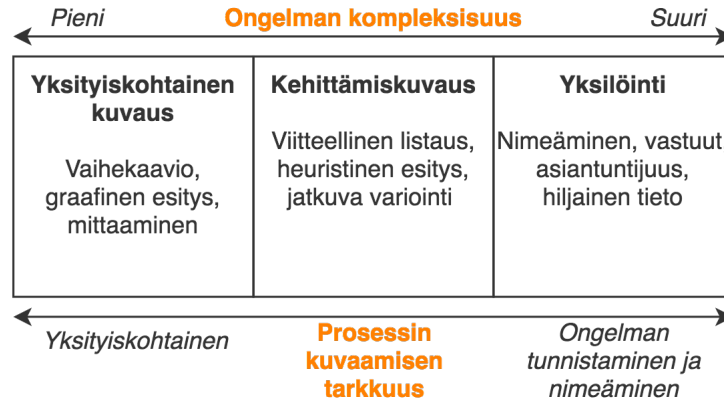 Pieni Ongelman kompleksisuus Suuri
Yksityiskohtainen
kuvaus
Vaihekaavio,
graafinen esitys,
mittaaminen
Kehittämiskuvaus
Viitteellinen listaus,
heuristinen esitys,
jatkuva variointi
Yksilöinti
Nimeäminen, vastuut,
asiantuntijuus,
hiljainen tieto
Yksityiskohtainen
Prosessin
kuvaamisen
tarkkuus
Ongelman
tunnistaminen ja
nimeäminen